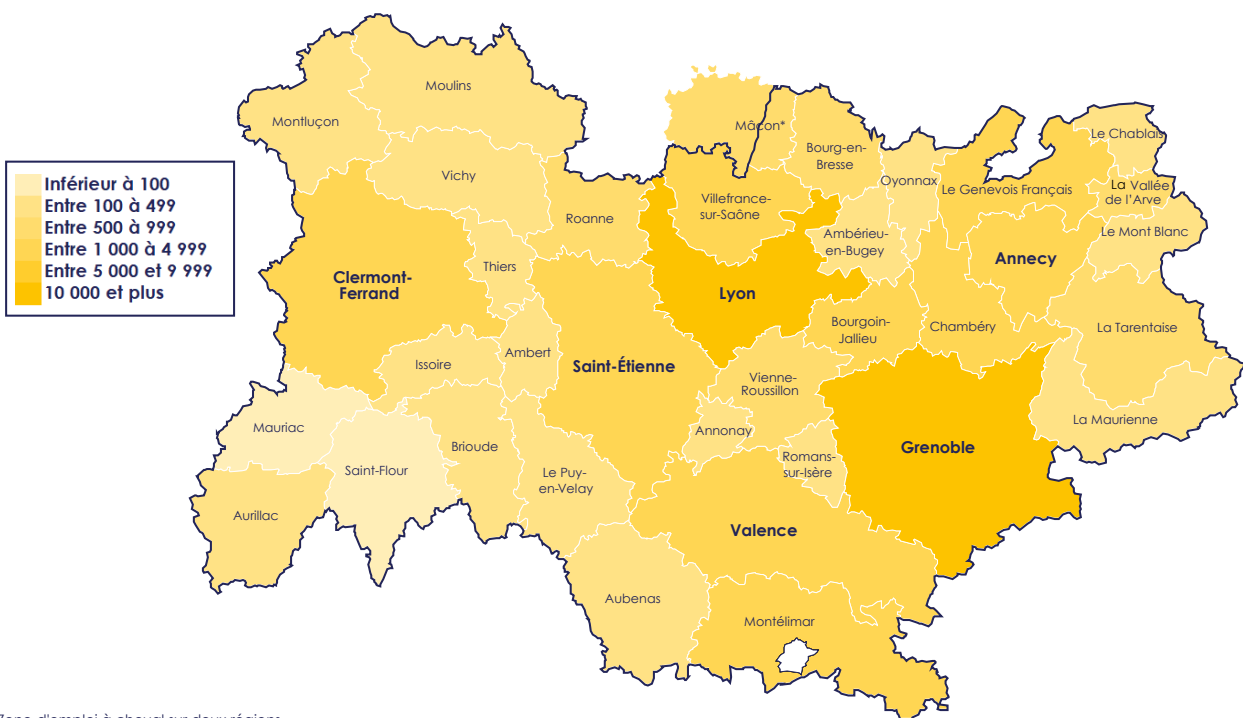 Moulins
Montluçon
Mâcon*
Le Chablais
Bourg-en-
Bresse
Vichy
Oyonnax
Le Genevois Français
La Vallée
de l'Arve
Inférieur à 100
Entre 100 à 499
Entre 500 à 999
Entre 1 000 à 4 999
Entre 5 000 et 9 999
10 000 et plus
Villefranche-
sur-Saône
Roanne
Ambérieu-
en-Bugey
Le Mont Blanc
Thiers
Clermont-
Ferrand
Annecy
Lyon
Bourgoin-
Jallieu
Chambéry
La Tarentaise
Ambert
Issoire
Saint-Étienne
Vienne-
Roussillon
La Maurienne
Mauriac
Annonay
Brioude
Grenoble
Saint-Flour
Le Puy-
en-Velay
Romans-
sur-Isère
Aurillac
Valence
Aubenas
Montélimar